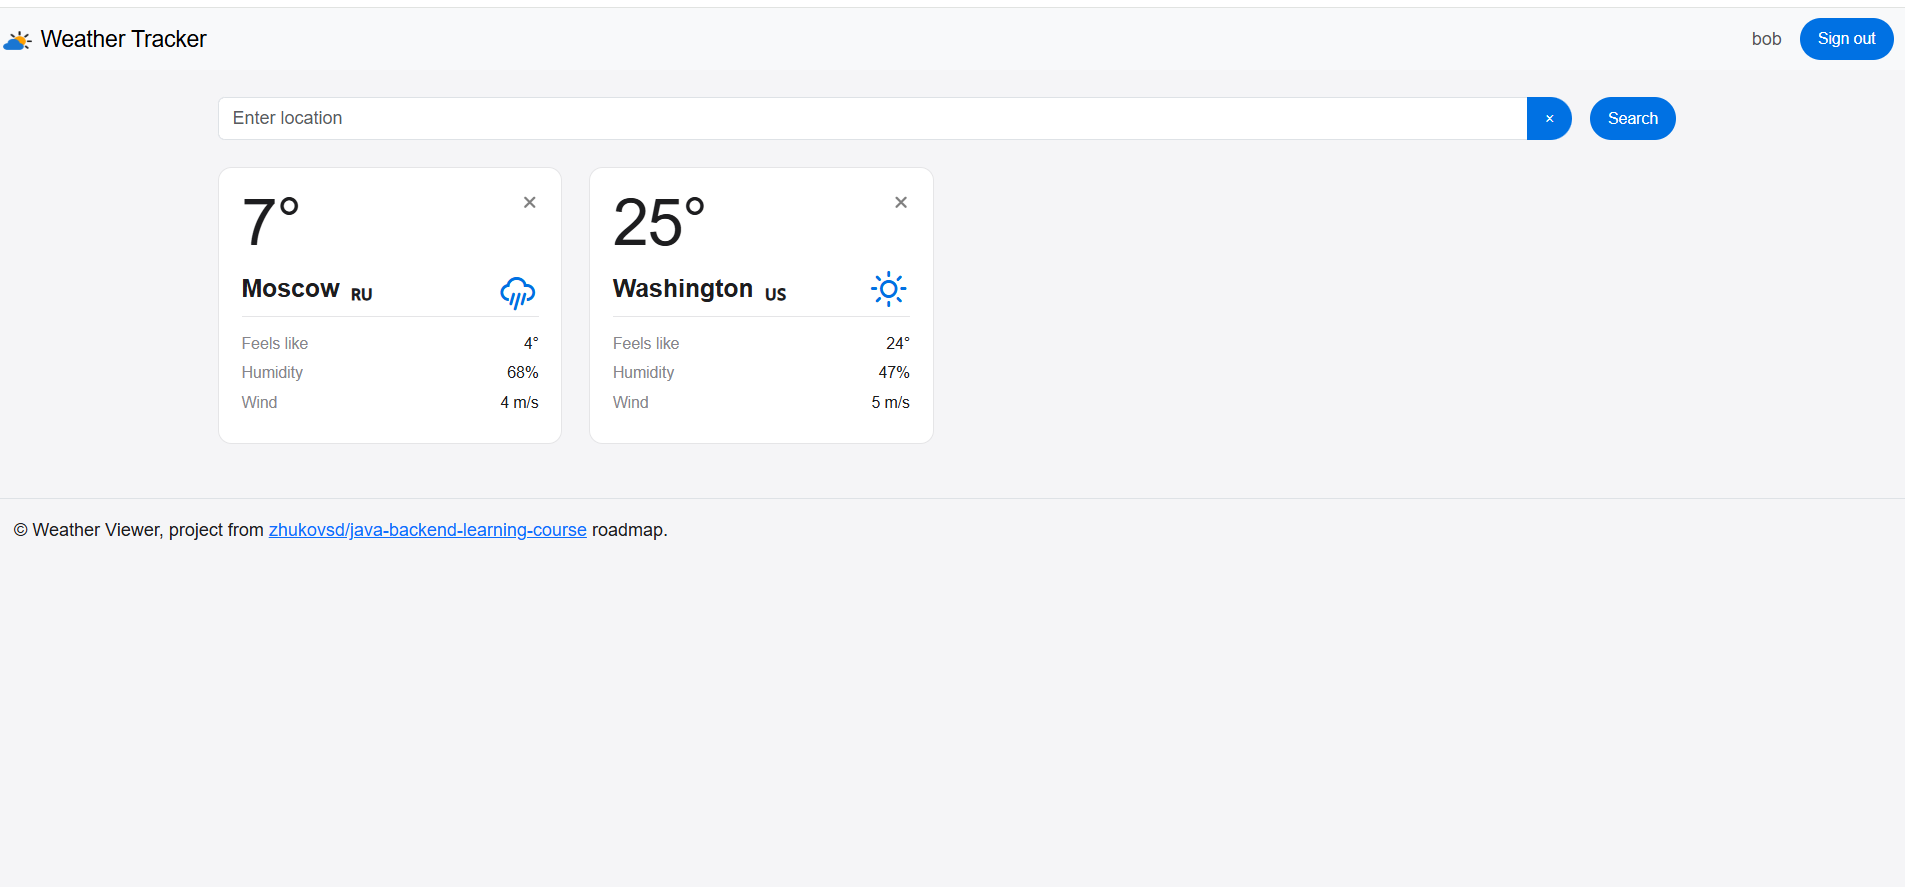 Weather Tracker
bob
Sign out
Enter location
×
Search
7°
×
Moscow RU
Feels like 4°
Humidity 68%
Wind 4 m/s
25°
×
Washington US
Feels like 24°
Humidity 47%
Wind 5 m/s
© Weather Viewer, project from zhukovsd/java-backend-learning-course roadmap.